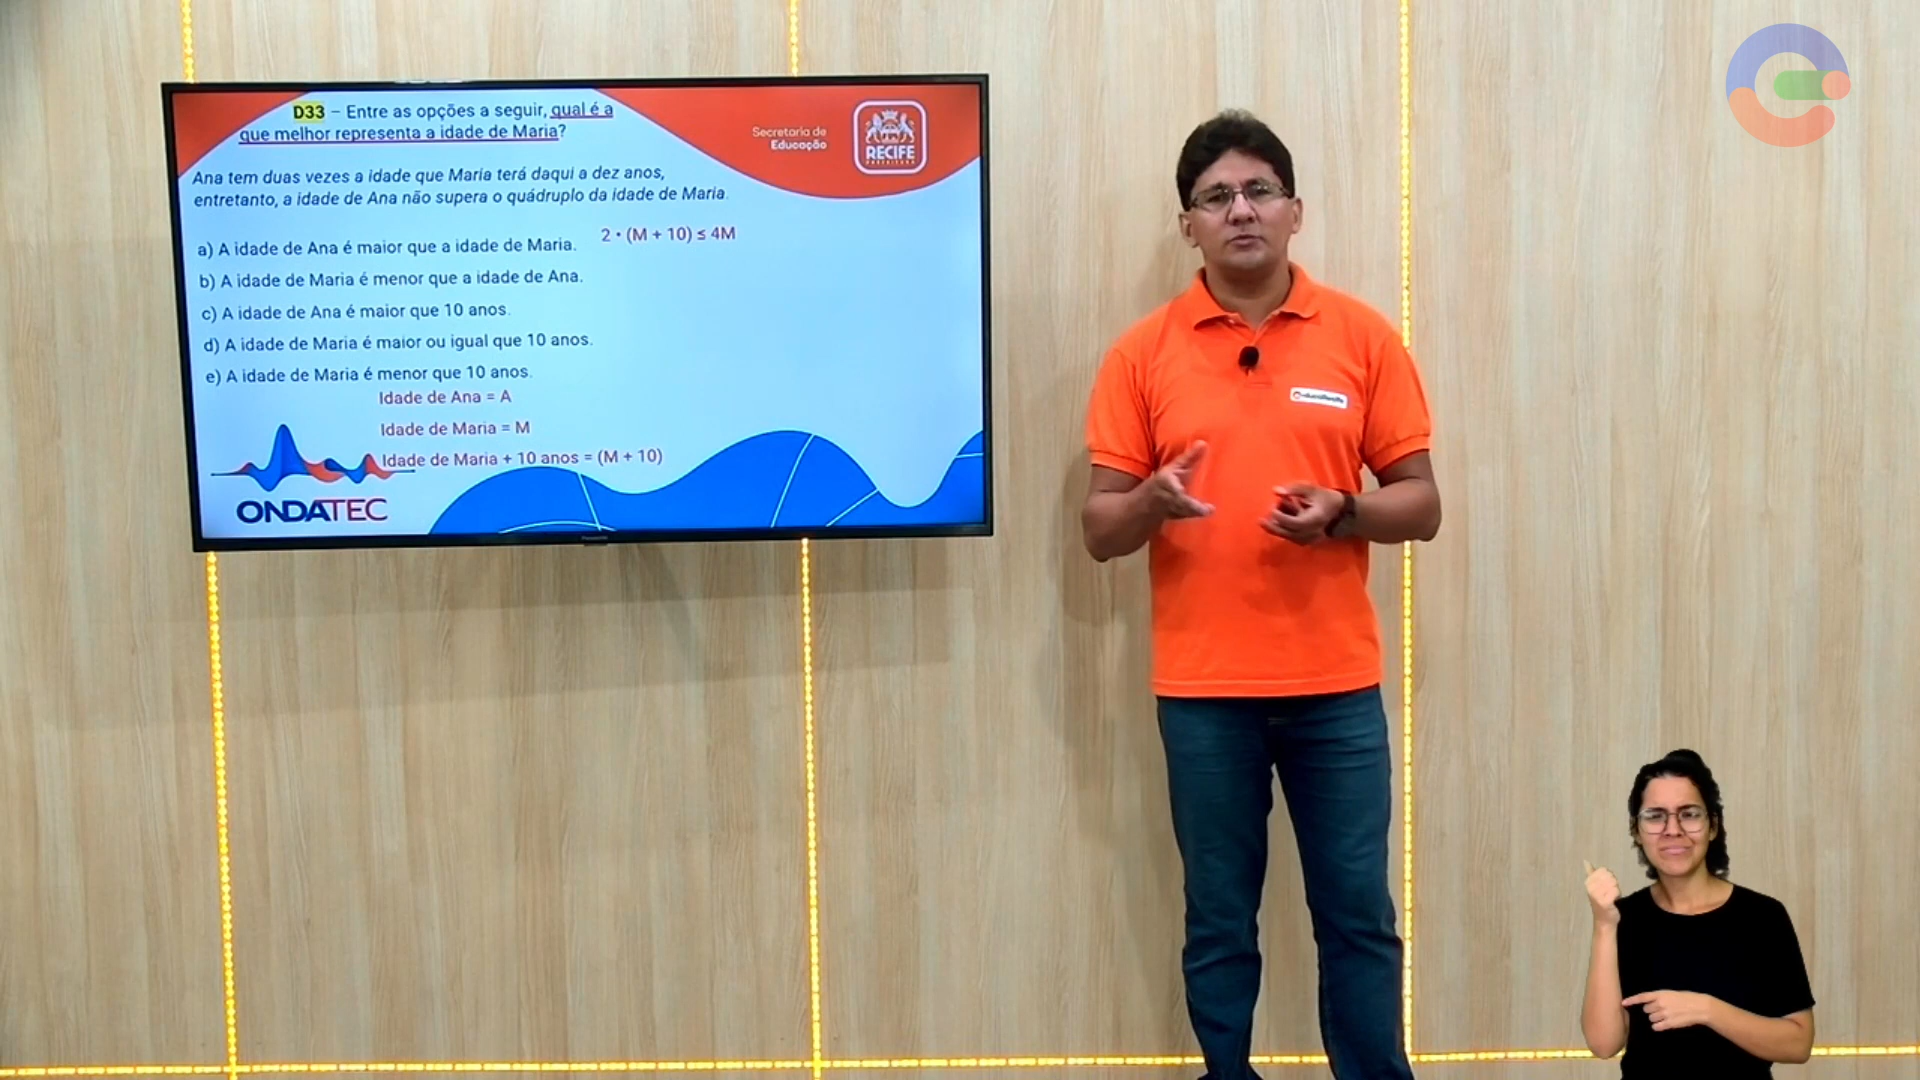 D33 – Entre as opções a seguir, qual é a
que melhor representa a idade de Maria?
Secretaria de
Educação
RECIFE
PREFEITURA
Ana tem duas vezes a idade que Maria terá daqui a dez anos,
entretanto, a idade de Ana não supera o quádruplo da idade de Maria.
2 • (M + 10) ≤ 4M
a) A idade de Ana é maior que a idade de Maria.
b) A idade de Maria é menor que a idade de Ana.
c) A idade de Ana é maior que 10 anos.
d) A idade de Maria é maior ou igual que 10 anos.
e) A idade de Maria é menor que 10 anos.
Idade de Ana = A
Idade de Maria = M
Idade de Maria + 10 anos = (M + 10)
ONDATEC
Panasonic